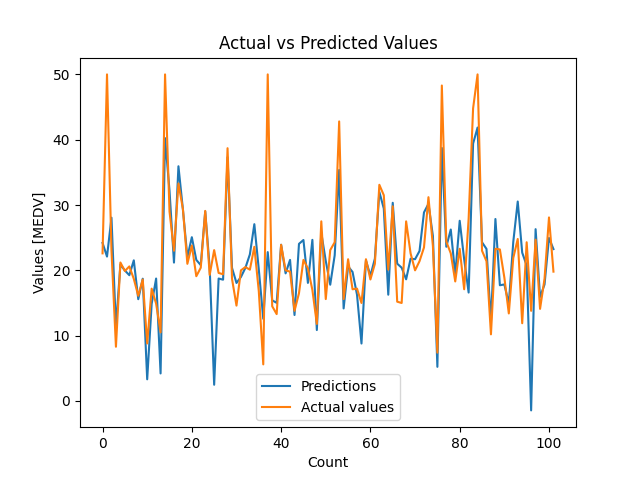 Actual vs Predicted Values
Values [MEDV]
50
40
30
20
10
0
Predictions
Actual values
0 20 40 60 80 100
Count